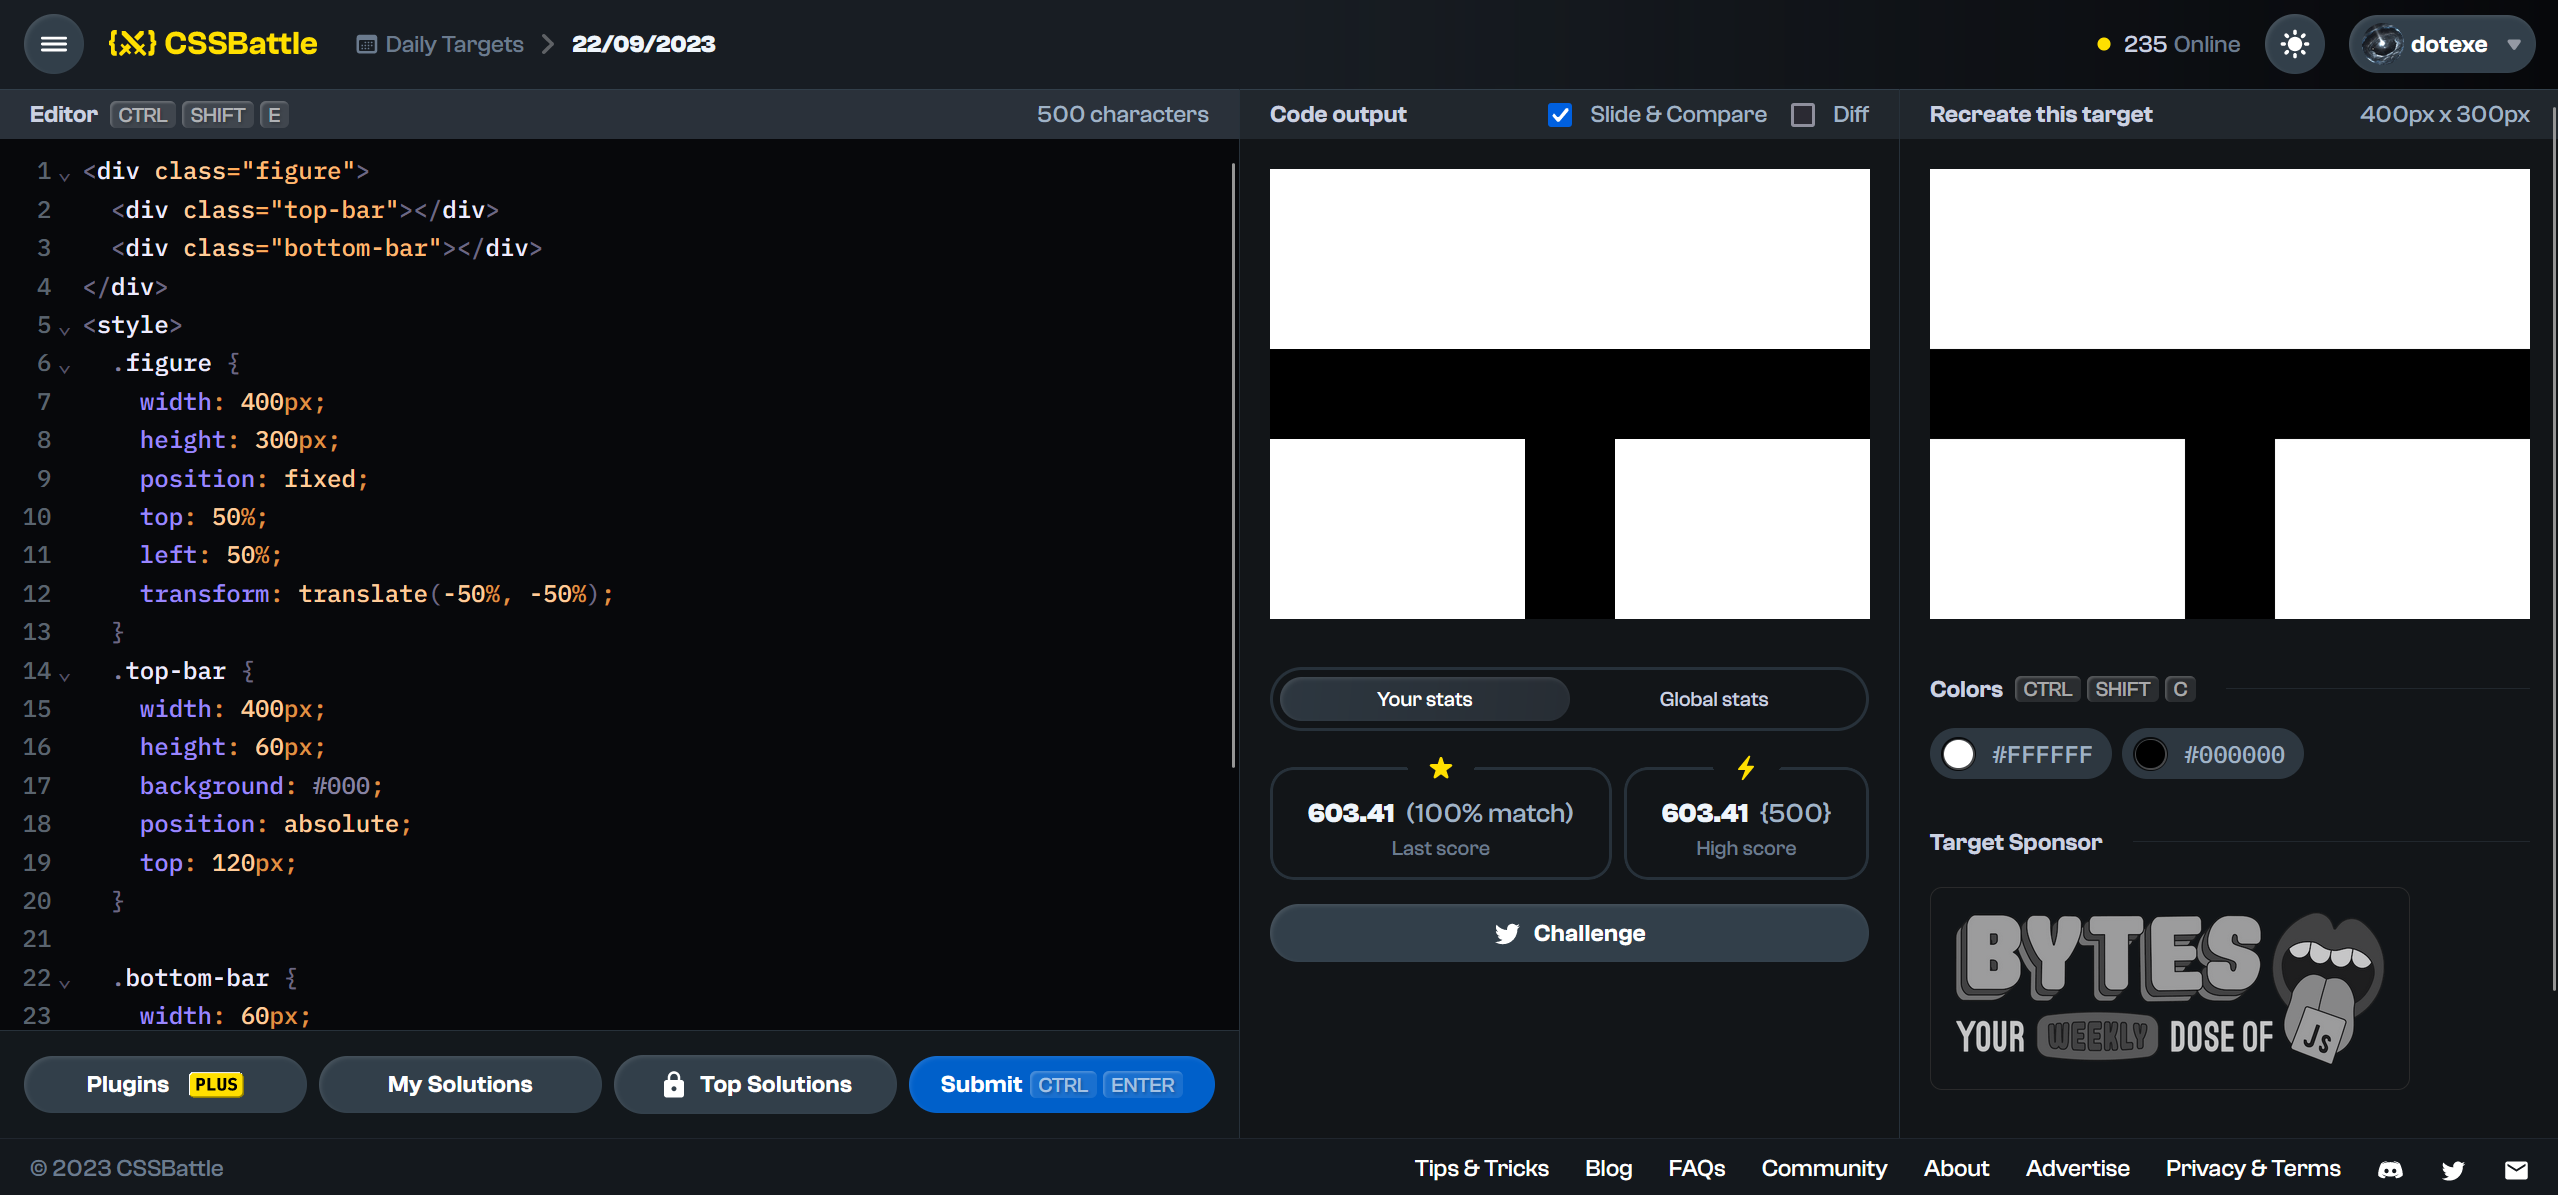 {X} CSSBattle
Daily Targets > 22/09/2023
235 Online
dotexe
Editor CTRL SHIFT E
500 characters
1 <div class="figure">
2 <div class="top-bar"></div>
3 <div class="bottom-bar"></div>
4 </div>
5 <style>
6 .figure {
7 width: 400px;
8 height: 300px;
9 position: fixed;
10 top: 50%;
11 left: 50%;
12 transform: translate(-50%, -50%);
13 }
14 .top-bar {
15 width: 400px;
16 height: 60px;
17 background: #000;
18 position: absolute;
19 top: 120px;
20 }
21
22 .bottom-bar {
23 width: 60px;
Plugins PLUS
My Solutions
Top Solutions
Submit CTRL ENTER
Code output
Slide & Compare
Diff
Your stats
Global stats
603.41 (100% match)
Last score
603.41 {500}
High score
Challenge
Recreate this target
400px x 300px
Colors CTRL SHIFT C
#FFFFFF
#000000
Target Sponsor
BYTES
YOUR WEEKLY DOSE OF JS
© 2023 CSSBattle
Tips & Tricks
Blog
FAQs
Community
About
Advertise
Privacy & Terms